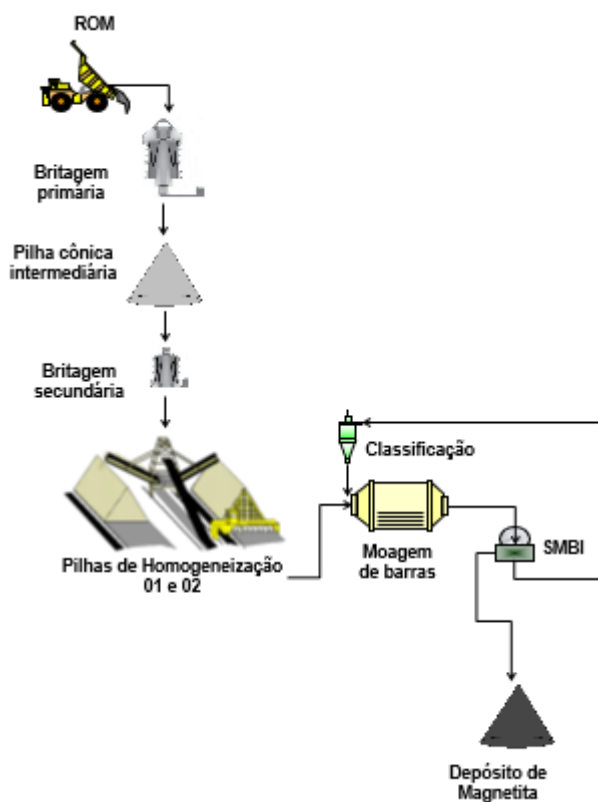 ROM
Britagem
primária
Pilha cônica
intermediária
Britagem
secundária
Classificação
Pilhas de Homogeneização
01 e 02
Moagem
de barras
SMBI
Depósito de
Magnetita